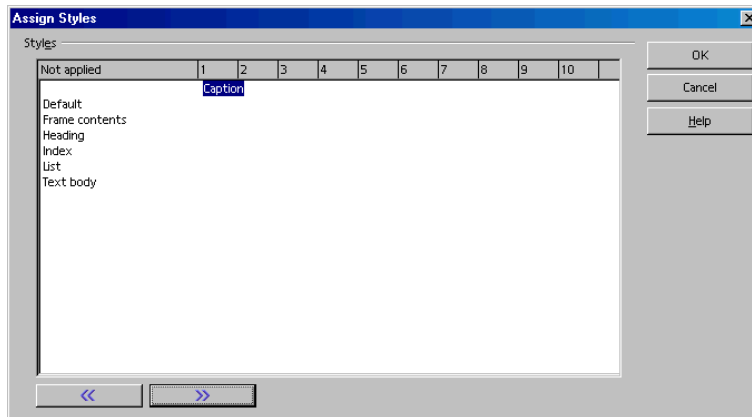 Assign Styles
Styles
Not applied 1 2 3 4 5 6 7 8 9 10
Caption
Default
Frame contents
Heading
Index
List
Text body
OK
Cancel
Help
<< >>